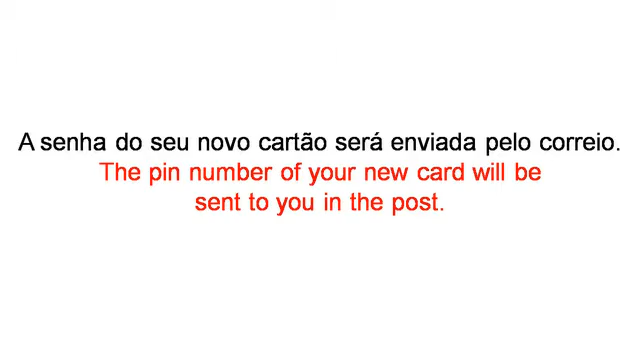 A senha do seu novo cartão será enviada pelo correio.
The pin number of your new card will be
sent to you in the post.